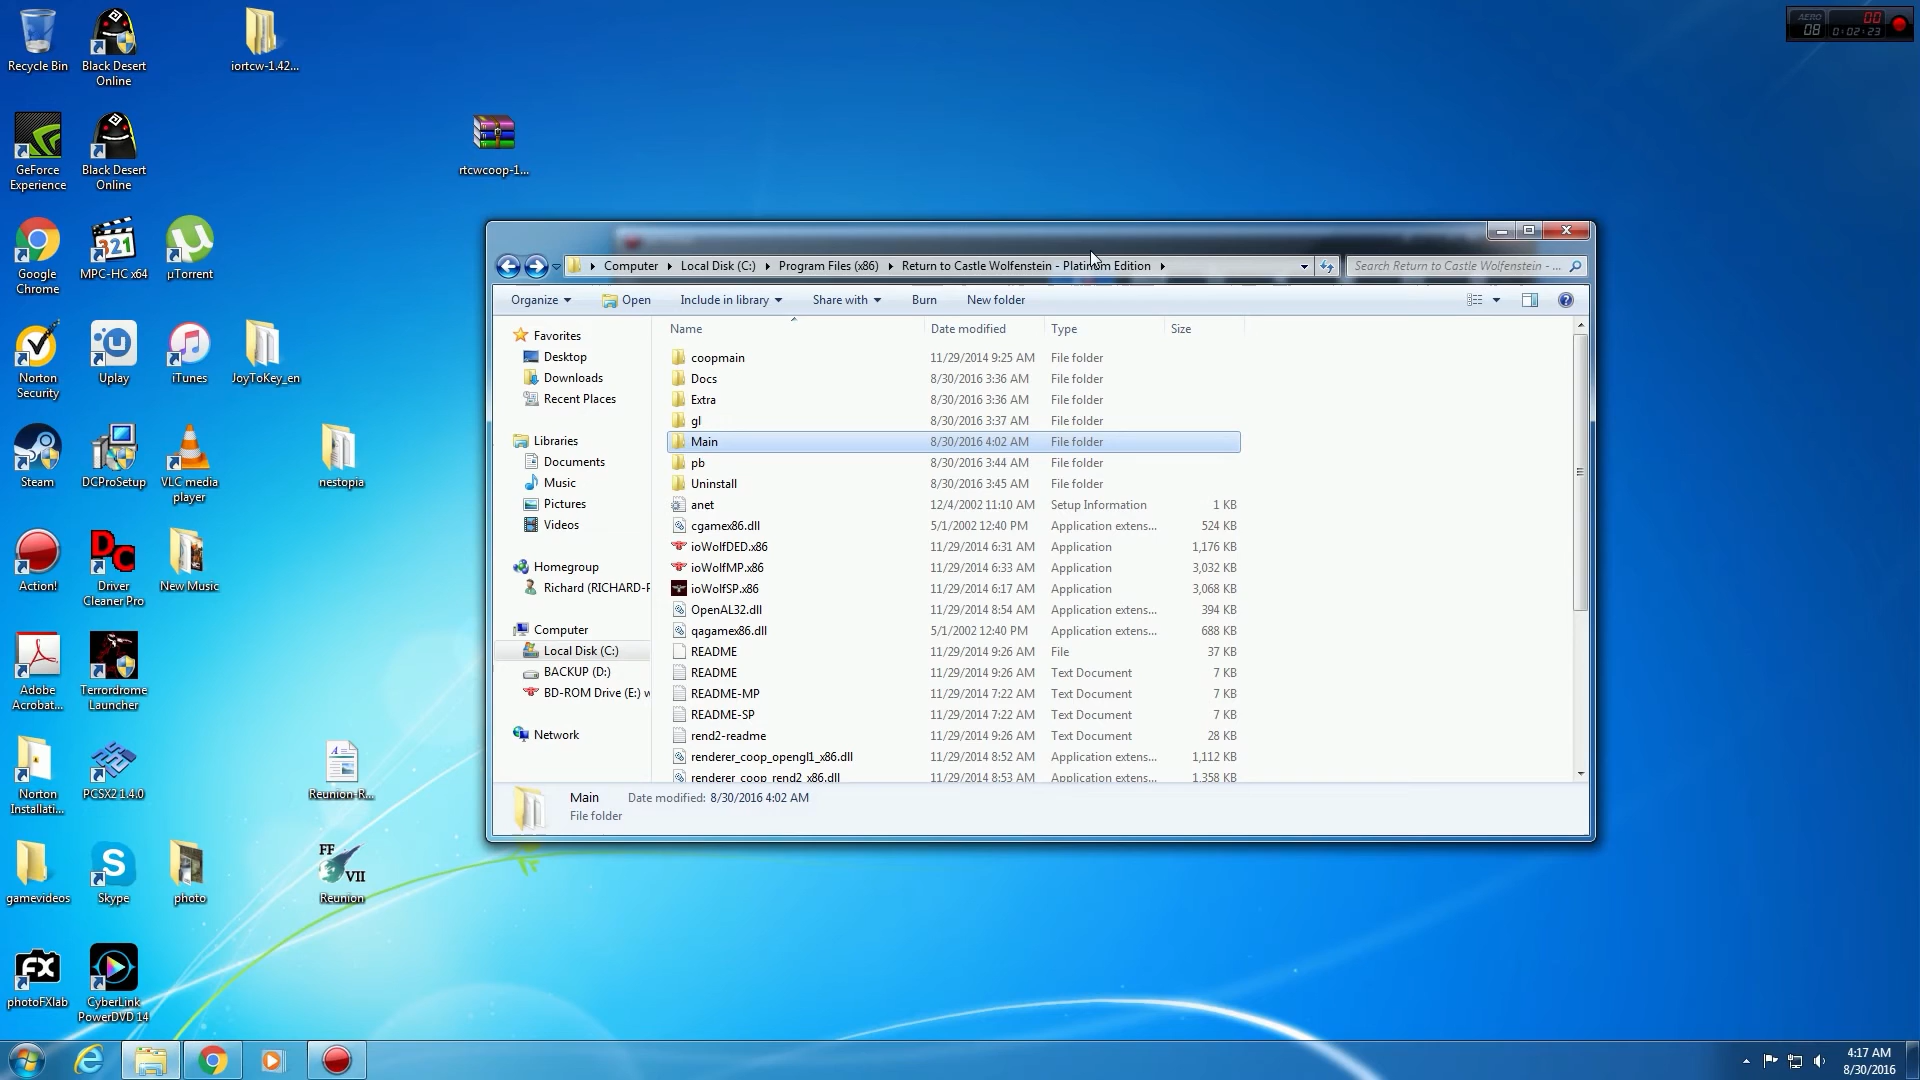 Recycle Bin
Black Desert
Online
iortcw-1.42...
AERO
08
00
0:02:23
GeForce
Experience
Black Desert
Online
rtcwcoop-1...
Google
Chrome
MPC-HC x64
µTorrent
Norton
Security
Uplay
iTunes
JoyToKey_en
Steam
DCProSetup
VLC media
player
nestopia
Action!
Driver
Cleaner Pro
New Music
Adobe
Acrobat...
Terrordrome
Launcher
Norton
Installati...
PCSX2 1.4.0
Reunion-R...
gamevideos
Skype
photo
FF
VII
Reunion
FX
photoFXlab
CyberLink
PowerDVD 14
Computer Local Disk (C:) Program Files (x86) Return to Castle Wolfenstein - Platinum Edition
Search Return to Castle Wolfenstein - ...
Organize Open Include in library Share with Burn New folder
Favorites
Desktop
Downloads
Recent Places
Libraries
Documents
Music
Pictures
Videos
Homegroup
Richard (RICHARD-P
Computer
Local Disk (C:)
BACKUP (D:)
BD-ROM Drive (E:) w
Network
Name Date modified Type Size
coopmain 11/29/2014 9:25 AM File folder
Docs 8/30/2016 3:36 AM File folder
Extra 8/30/2016 3:36 AM File folder
gl 8/30/2016 3:37 AM File folder
Main 8/30/2016 4:02 AM File folder
pb 8/30/2016 3:44 AM File folder
Uninstall 8/30/2016 3:45 AM File folder
anet 12/4/2002 11:10 AM Setup Information 1 KB
cgamex86.dll 5/1/2002 12:40 PM Application extens... 524 KB
ioWolfDED.x86 11/29/2014 6:31 AM Application 1,176 KB
ioWolfMP.x86 11/29/2014 6:33 AM Application 3,032 KB
ioWolfSP.x86 11/29/2014 6:17 AM Application 3,068 KB
OpenAL32.dll 11/29/2014 8:54 AM Application extens... 394 KB
qagamex86.dll 5/1/2002 12:40 PM Application extens... 688 KB
README 11/29/2014 9:26 AM File 37 KB
README 11/29/2014 9:26 AM Text Document 7 KB
README-MP 11/29/2014 7:22 AM Text Document 7 KB
README-SP 11/29/2014 7:22 AM Text Document 7 KB
rend2-readme 11/29/2014 9:26 AM Text Document 28 KB
renderer_coop_opengl1_x86.dll 11/29/2014 8:52 AM Application extens... 1,112 KB
renderer_coop_rend2_x86.dll 11/29/2014 8:53 AM Application extens... 1,358 KB
Main Date modified: 8/30/2016 4:02 AM
File folder
4:17 AM
8/30/2016